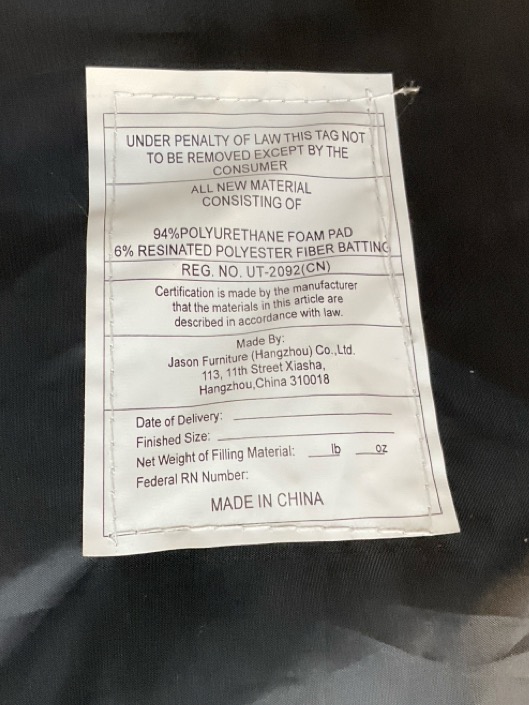 UNDER PENALTY OF LAW THIS TAG NOT
TO BE REMOVED EXCEPT BY THE
CONSUMER
ALL NEW MATERIAL
CONSISTING OF
94%POLYURETHANE FOAM PAD
6% RESINATED POLYESTER FIBER BATTING
REG. NO. UT-2092(CN)
Certification is made by the manufacturer
that the materials in this article are
described in accordance with law.
Made By:
Jason Furniture (Hangzhou) Co.,Ltd.
113, 11th Street Xiasha,
Hangzhou,China 310018
Date of Delivery:
Finished Size:
Net Weight of Filling Material: lb oz
Federal RN Number:
MADE IN CHINA